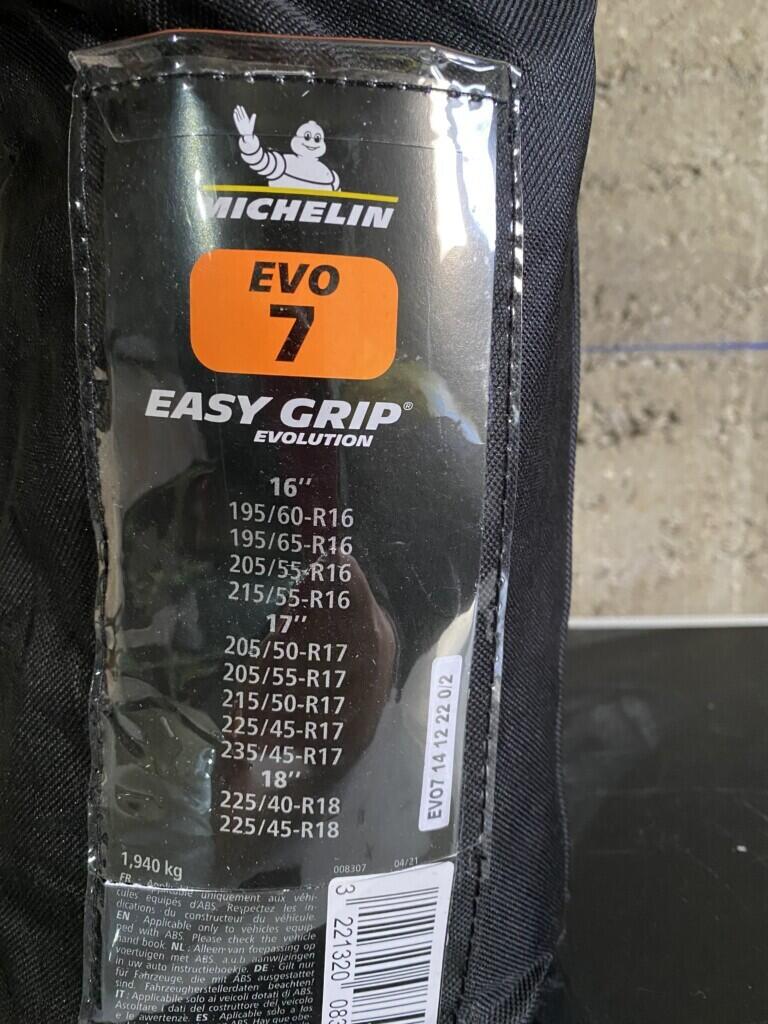 MICHELIN
EVO
7
EASY GRIP®
EVOLUTION
16''
195/60-R16
195/65-R16
205/55-R16
215/55-R16
17''
205/50-R17
205/55-R17
215/50-R17
225/45-R17
235/45-R17
18''
225/40-R18
225/45-R18
EVO7 14 12 22 0/2
1,940 kg
008307 04/21
FR : Applicable uniquement aux véhi-
cules équipés d'ABS. Respectez les in-
dications du constructeur du véhicule.
EN : Applicable only to vehicles equip-
ped with ABS. Please check the vehicle
hand book. NL : Alleen van toepassing op
voertuigen met ABS. a.u.b aanwijzingen
in uw auto instructieboekje. DE : Gilt nur
für Fahrzeuge, die mit ABS ausgestattet
sind. Fahrzeugherstellerdaten beachten!
IT : Applicabile solo ai veicoli dotati di ABS.
Ascoltare i dati del costruttore del veicolo
e le awertenze. ES : Aplicable solo a los
3 221320 083